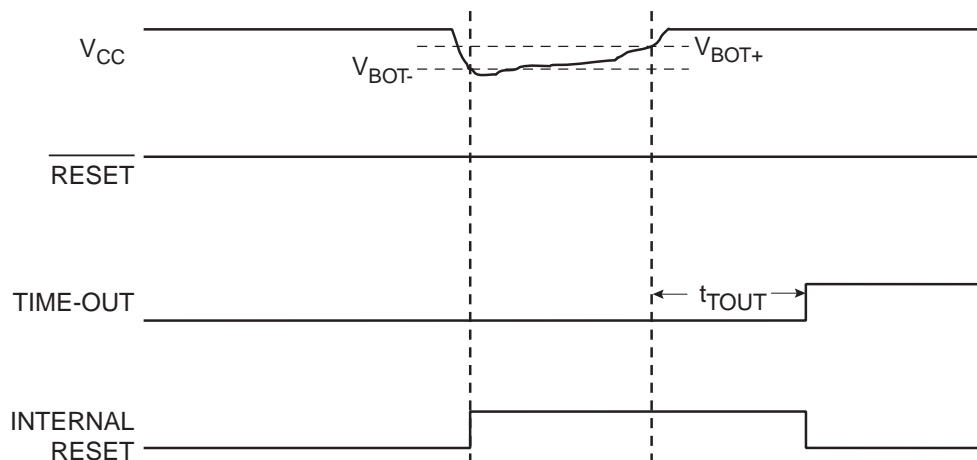 VCC
VBOT-
VBOT+
RESET
TIME-OUT
tTOUT
INTERNAL
RESET